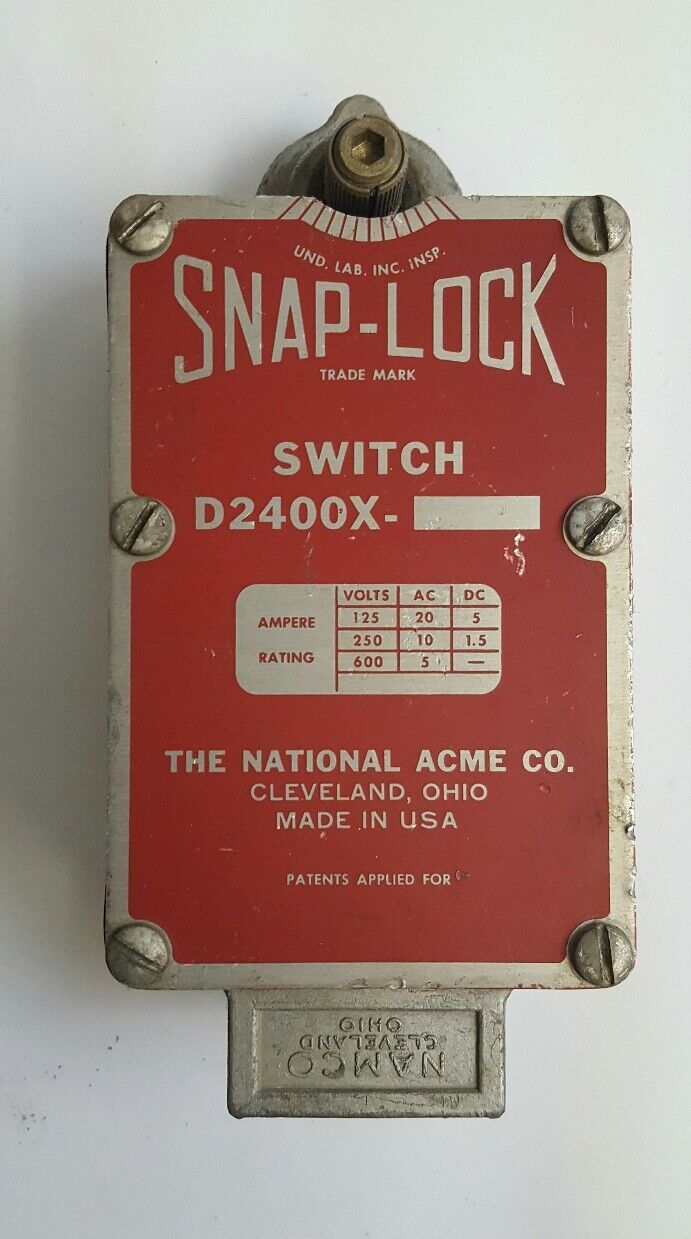 UND. LAB. INC. INSP.
SNAP-LOCK
TRADE MARK
SWITCH
D2400X-
VOLTS AC DC
AMPERE RATING
125 20 5
250 10 1.5
600 5 —
THE NATIONAL ACME CO.
CLEVELAND, OHIO
MADE IN USA
PATENTS APPLIED FOR
NAMCO
CLEVELAND
OHIO